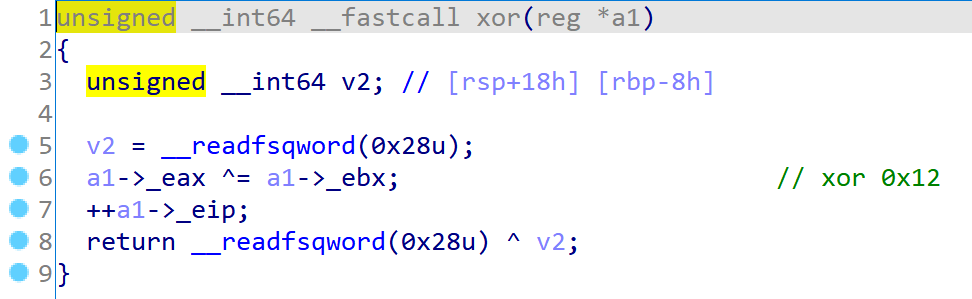 1 unsigned __int64 __fastcall xor(reg *a1)
2 {
3 unsigned __int64 v2; // [rsp+18h] [rbp-8h]
4
5 v2 = __readfsqword(0x28u);
6 a1->_eax ^= a1->_ebx; // xor 0x12
7 ++a1->_eip;
8 return __readfsqword(0x28u) ^ v2;
9 }